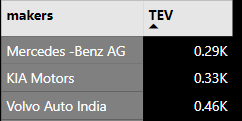 makers TEV
Mercedes -Benz AG 0.29K
KIA Motors 0.33K
Volvo Auto India 0.46K